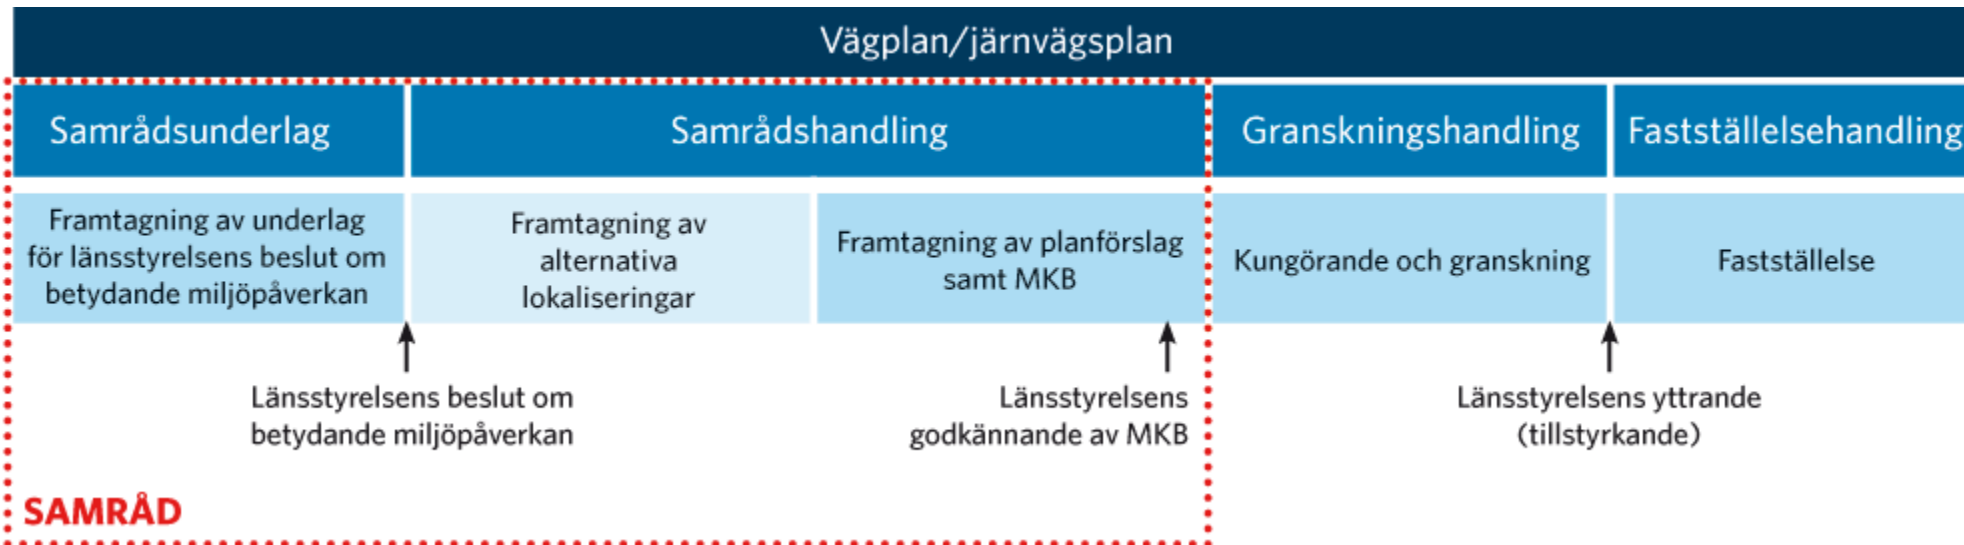 Vägplan/järnvägsplan
Samrådsunderlag
Samrådshandling
Granskningshandling
Fastställelsehandling
Framtagning av underlag
för länsstyrelsens beslut om
betydande miljöpåverkan
Framtagning av
alternativa
lokaliseringar
Framtagning av planförslag
samt MKB
Kungörande och granskning
Fastställelse
Länsstyrelsens beslut om
betydande miljöpåverkan
Länsstyrelsens
godkännande av MKB
Länsstyrelsens yttrande
(tillstyrkande)
SAMRÅD